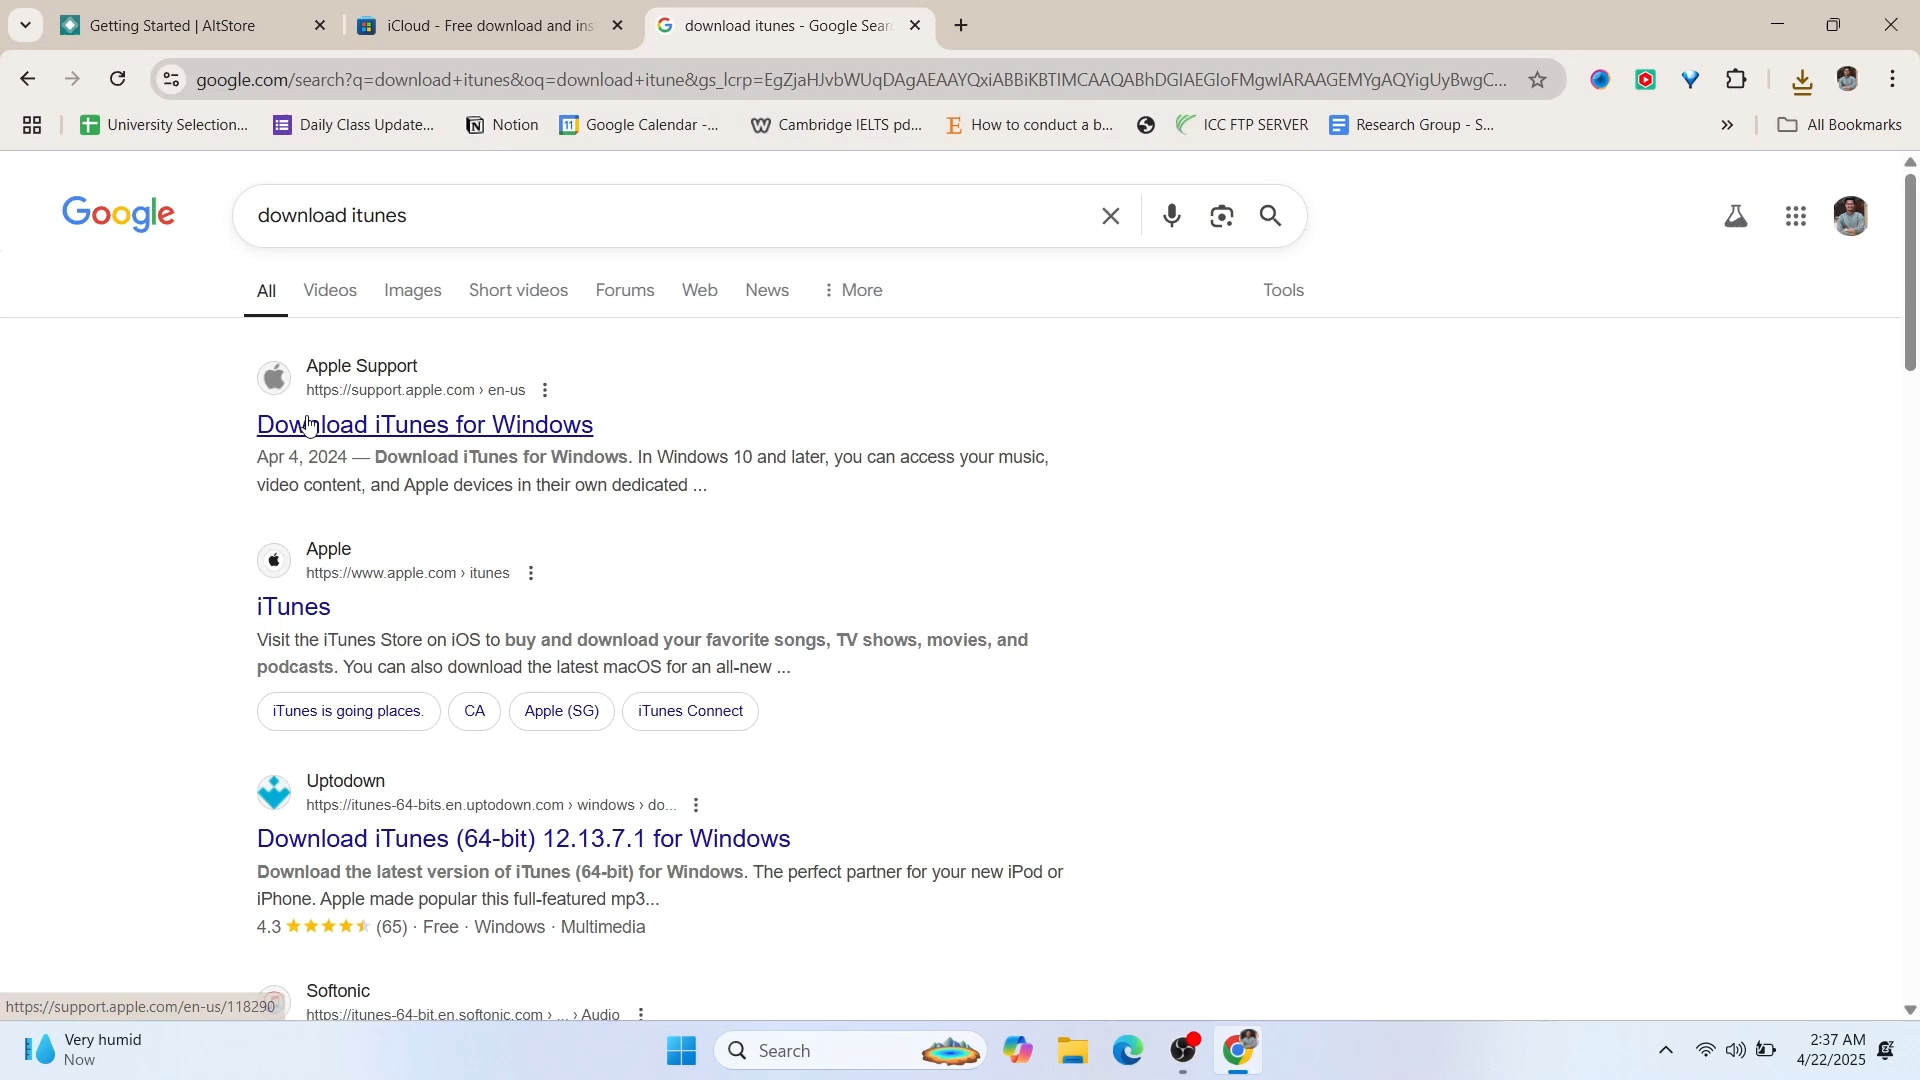 Getting Started | AltStore
iCloud - Free download and ins
download itunes - Google Sear
google.com/search?q=download+itunes&oq=download+itune&gs_lcrp=EgZjaHJvbWUqDAgAEAAYQxiABBiKBTIMCAAQABhDGIAEGIoFMgwIARAAGEMYgAQYigUyBwgC...
University Selection...
Daily Class Update...
Notion
Google Calendar -...
Cambridge IELTS pd...
How to conduct a b...
ICC FTP SERVER
Research Group - S...
All Bookmarks
Google
download itunes
All
Videos
Images
Short videos
Forums
Web
News
More
Tools
Apple Support
https://support.apple.com › en-us
Download iTunes for Windows
Apr 4, 2024 — Download iTunes for Windows. In Windows 10 and later, you can access your music,
video content, and Apple devices in their own dedicated ...
Apple
https://www.apple.com › itunes
iTunes
Visit the iTunes Store on iOS to buy and download your favorite songs, TV shows, movies, and
podcasts. You can also download the latest macOS for an all-new ...
iTunes is going places.
CA
Apple (SG)
iTunes Connect
Uptodown
https://itunes-64-bits.en.uptodown.com › windows › do...
Download iTunes (64-bit) 12.13.7.1 for Windows
Download the latest version of iTunes (64-bit) for Windows. The perfect partner for your new iPod or
iPhone. Apple made popular this full-featured mp3...
4.3 (65) · Free · Windows · Multimedia
Softonic
https://itunes-64-bit.en.softonic.com › ... › Audio
https://support.apple.com/en-us/118290
Very humid
Now
Search
2:37 AM
4/22/2025